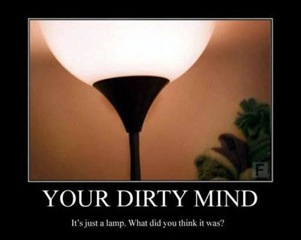 F
YOUR DIRTY MIND
It's just a lamp. What did you think it was?